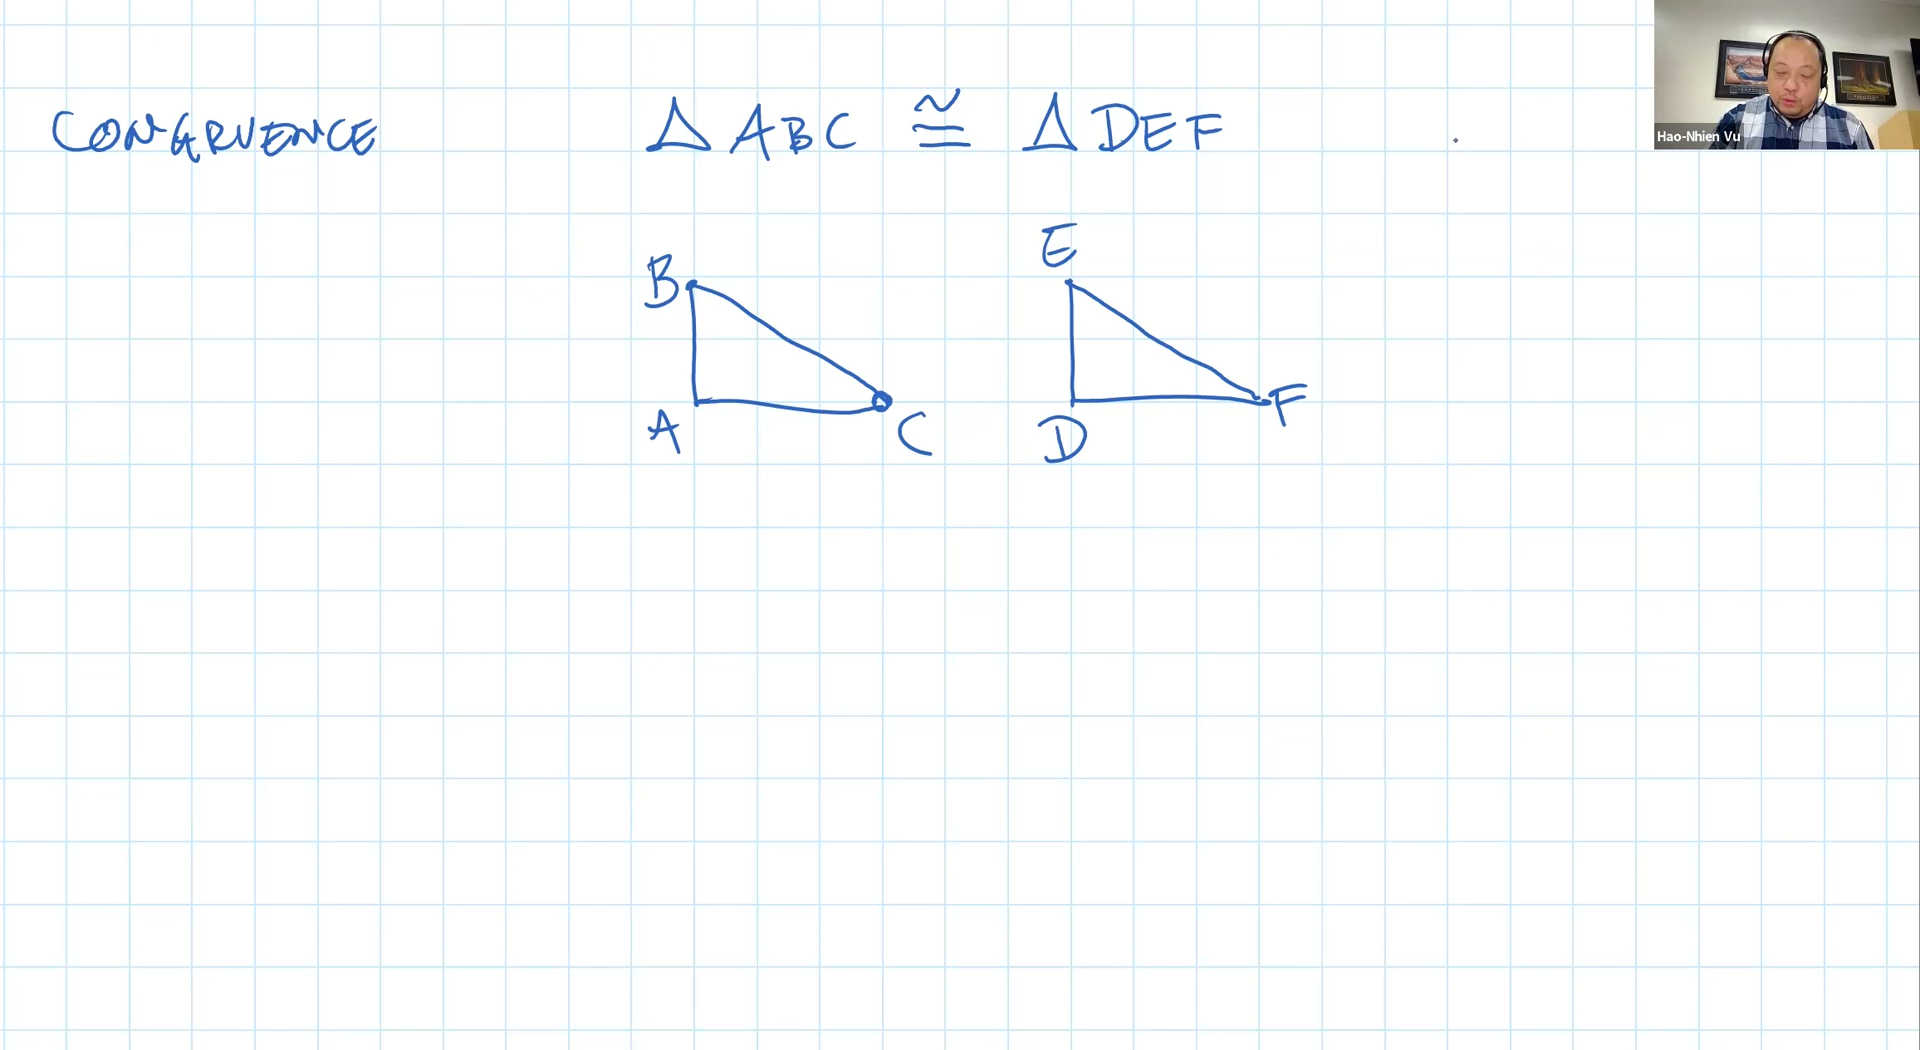 CONGRUENCE △ ABC ≅ △ DEF
Hao-Nhien Vu
E
B
F
A
C
D